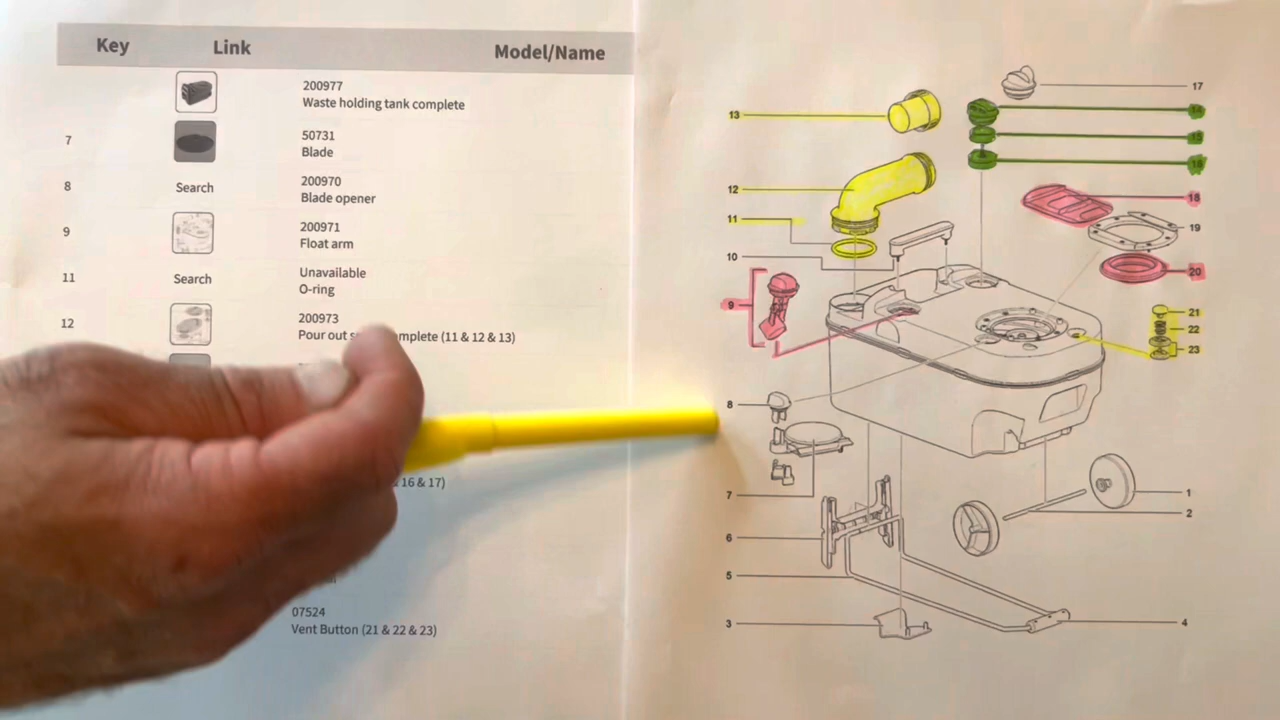 Key Link Model/Name
200977
Waste holding tank complete
7 50731
Blade
8 Search 200970
Blade opener
9 200971
Float arm
11 Search Unavailable
O-ring
12 200973
Pour out mplete (11 & 12 & 13)
16 & 17)
07524
Vent Button (21 & 22 & 23)
17
13
14
15
16
12
18
11
19
10
20
9
21
22
23
8
7
1
2
6
5
3
4